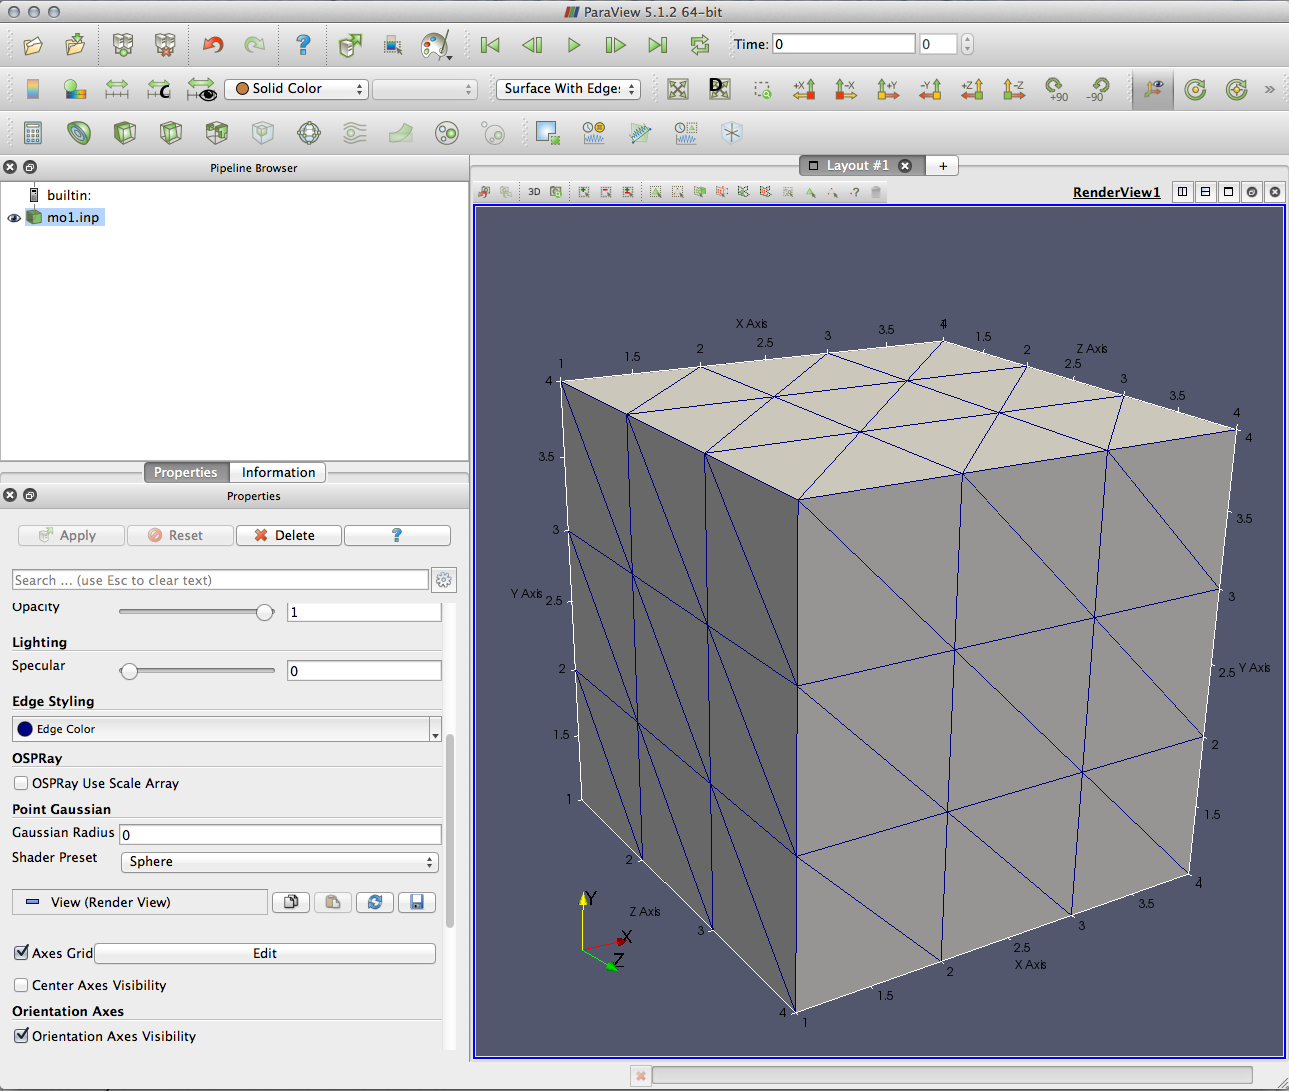 ParaView 5.1.2 64-bit
Time: 0 0
Solid Color
Surface With Edges
D +X -X +Y -Y +Z -Z +90 -90
C
Pipeline Browser
Layout #1 +
builtin:
mo1.inp
3D
?
RenderView1
Properties Information
Properties
Apply Reset Delete ?
Search ... (use Esc to clear text)
Opacity 1
Lighting
Specular 0
Edge Styling
Edge Color
OSPRay
OSPRay Use Scale Array
Point Gaussian
Gaussian Radius 0
Shader Preset Sphere
View (Render View)
Axes Grid Edit
Center Axes Visibility
Orientation Axes
Orientation Axes Visibility
X Axis
1 1.5 2 2.5 3 3.5 4
Z Axis
1.5 2 2.5 3 3.5 4
4 3.5 3 2.5 2 1.5 1
Y Axis
4 3.5 3 2.5 2 1.5
Y Axis
2 3 4
Z Axis
1 1.5 2 2.5 3 3.5 4
X Axis
Y
X
Z